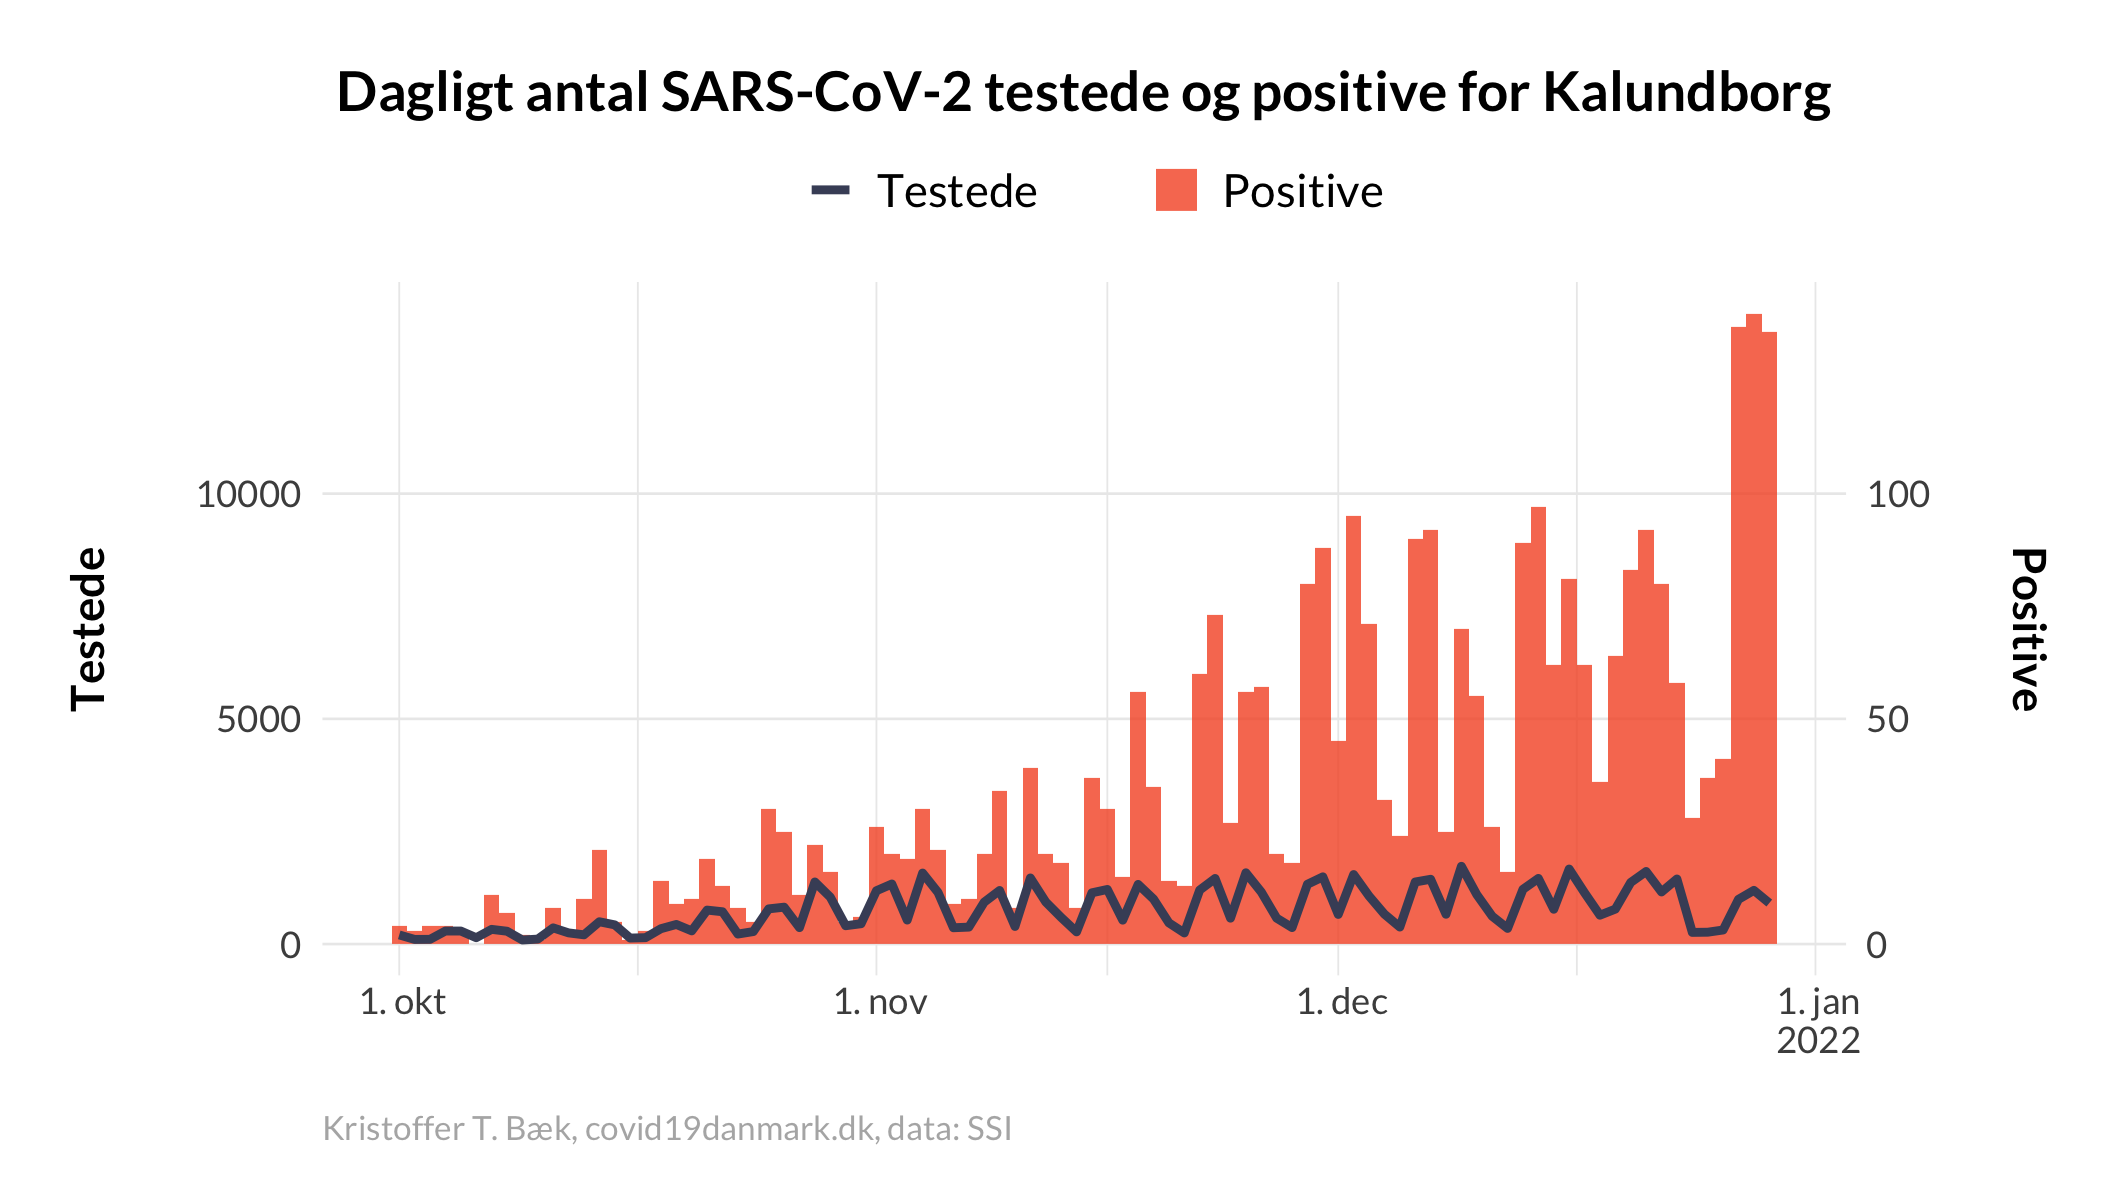 Dagligt antal SARS-CoV-2 testede og positive for Kalundborg
Testede
Positive
10000
5000
0
Testede
100
50
0
Positive
1. okt
1. nov
1. dec
1. jan
2022
Kristoffer T. Bæk, covid19danmark.dk, data: SSI